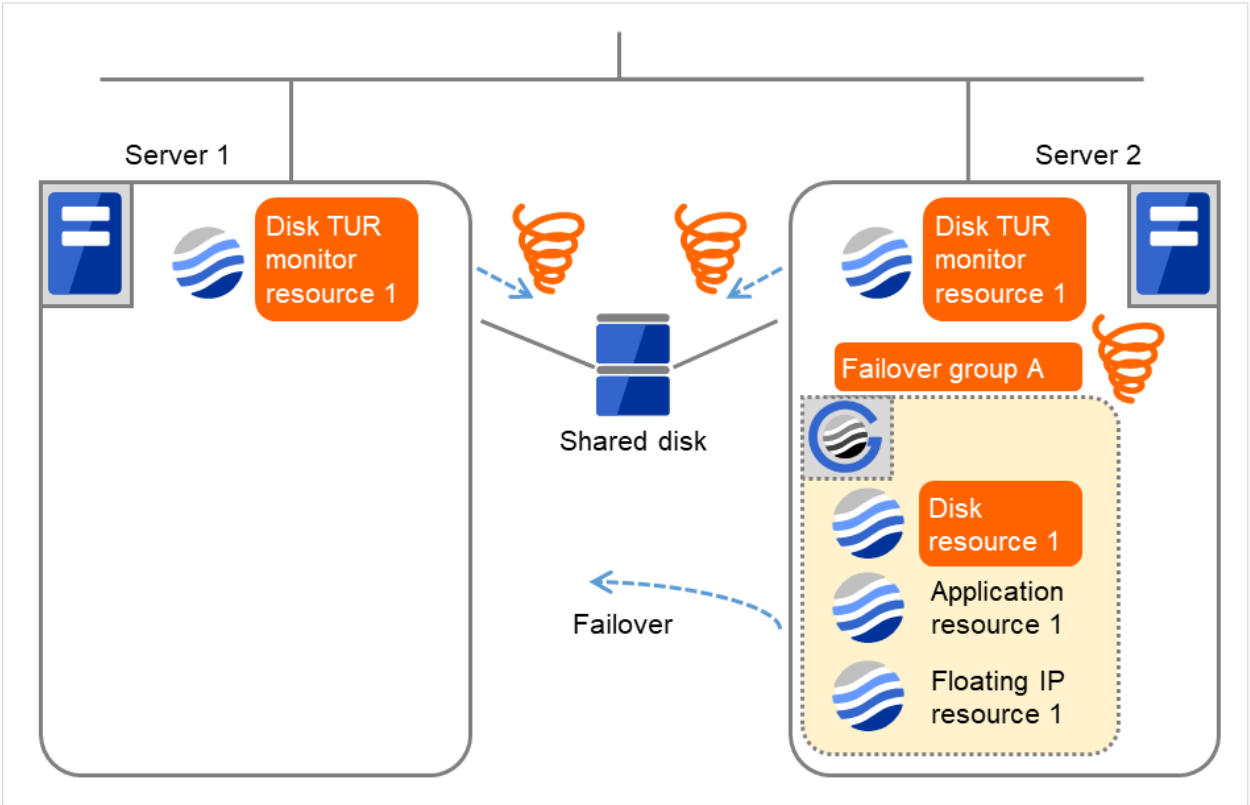 Server 1
Server 2
Disk TUR
monitor
resource 1
Disk TUR
monitor
resource 1
Failover group A
Shared disk
Disk
resource 1
Application
resource 1
Failover
Floating IP
resource 1